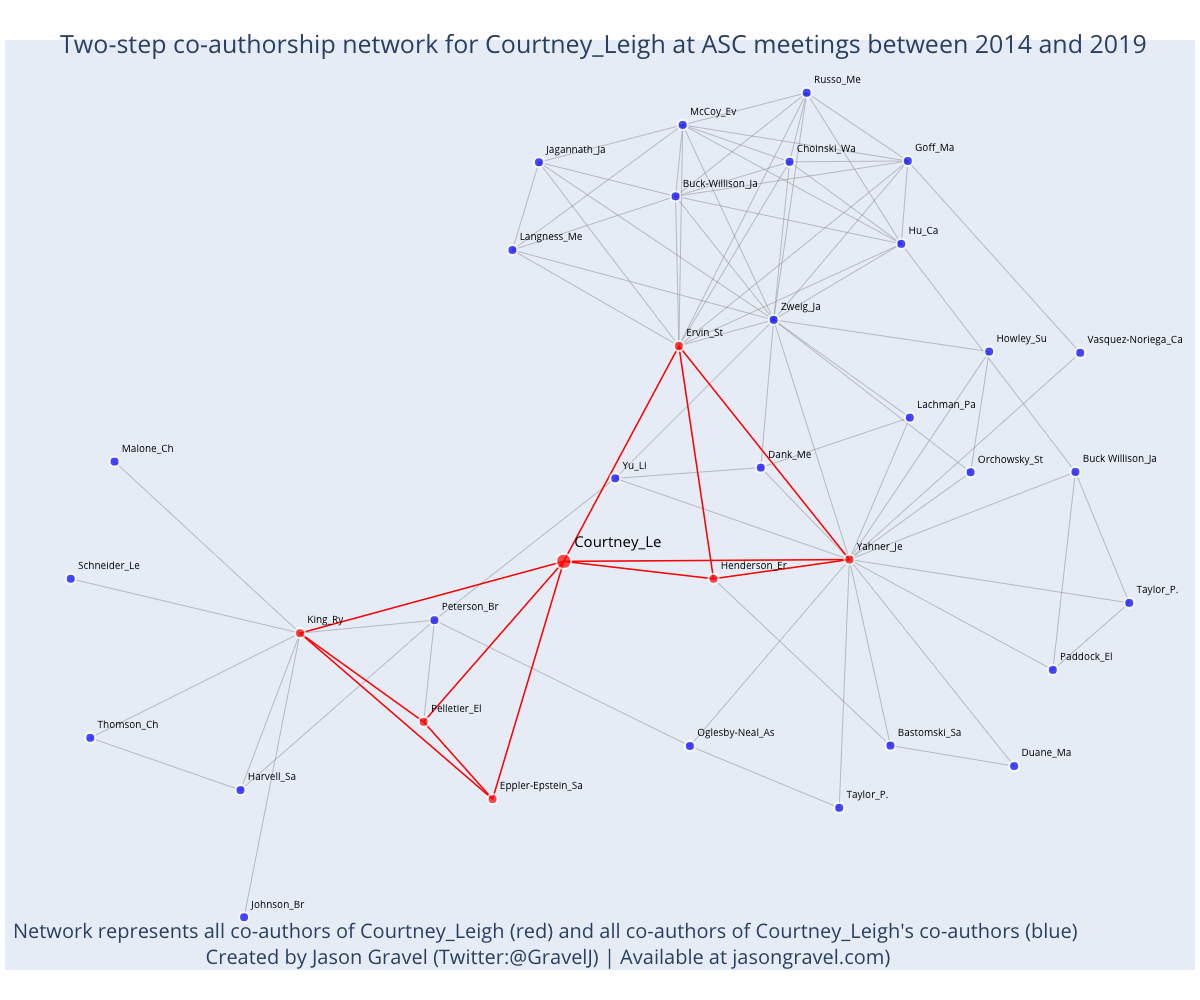 Two-step co-authorship network for Courtney_Leigh at ASC meetings between 2014 and 2019
Russo_Me
McCoy_Ev
Jagannath_Ja
Choinski_Wa
Goff_Ma
Buck-Willison_Ja
Langness_Me
Hu_Ca
Zweig_Ja
Ervin_St
Howley_Su
Vasquez-Noriega_Ca
Lachman_Pa
Malone_Ch
Yu_Li
Dank_Me
Orchowsky_St
Buck Willison_Ja
Courtney_Le
Yahner_Je
Schneider_Le
Henderson_Er
Taylor_P.
King_Ry
Peterson_Br
Paddock_El
Pelletier_El
Thomson_Ch
Oglesby-Neal_As
Bastomski_Sa
Duane_Ma
Harvell_Sa
Eppler-Epstein_Sa
Taylor_P.
Johnson_Br
Network represents all co-authors of Courtney_Leigh (red) and all co-authors of Courtney_Leigh's co-authors (blue)
Created by Jason Gravel (Twitter:@GravelJ) | Available at jasongravel.com)